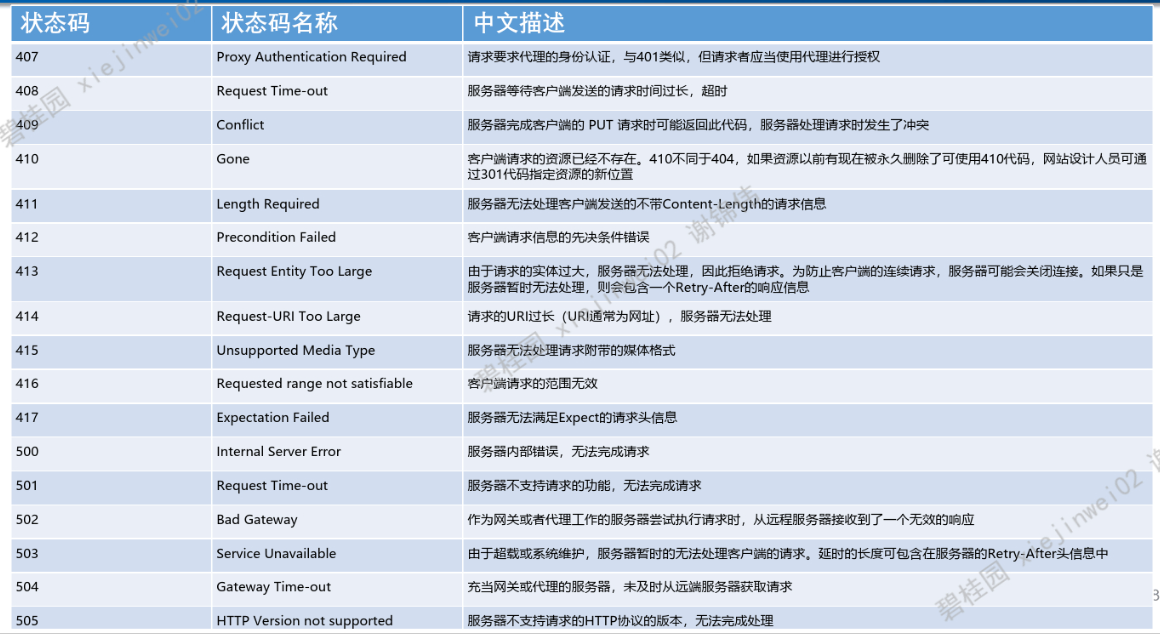 状态码 状态码名称 中文描述
407 Proxy Authentication Required 请求要求代理的身份认证，与401类似，但请求者应当使用代理进行授权
408 Request Time-out 服务器等待客户端发送的请求时间过长，超时
409 Conflict 服务器完成客户端的 PUT 请求时可能返回此代码，服务器处理请求时发生了冲突
410 Gone 客户端请求的资源已经不存在。410不同于404，如果资源以前有现在被永久删除了可使用410代码，网站设计人员可通
过301代码指定资源的新位置
411 Length Required 服务器无法处理客户端发送的不带Content-Length的请求信息
412 Precondition Failed 客户端请求信息的先决条件错误
413 Request Entity Too Large 由于请求的实体过大，服务器无法处理，因此拒绝请求。为防止客户端的连续请求，服务器可能会关闭连接。如果只是
服务器暂时无法处理，则会包含一个Retry-After的响应信息
414 Request-URI Too Large 请求的URI过长（URI通常为网址），服务器无法处理
415 Unsupported Media Type 服务器无法处理请求附带的媒体格式
416 Requested range not satisfiable 客户端请求的范围无效
417 Expectation Failed 服务器无法满足Expect的请求头信息
500 Internal Server Error 服务器内部错误，无法完成请求
501 Request Time-out 服务器不支持请求的功能，无法完成请求
502 Bad Gateway 作为网关或者代理工作的服务器尝试执行请求时，从远程服务器接收到了一个无效的响应
503 Service Unavailable 由于超载或系统维护，服务器暂时的无法处理客户端的请求。延时的长度可包含在服务器的Retry-After头信息中
504 Gateway Time-out 充当网关或代理的服务器，未及时从远端服务器获取请求
505 HTTP Version not supported 服务器不支持请求的HTTP协议的版本，无法完成处理
碧桂园 xiejinwei02
碧桂园 xiejinwei02 谢锦伟
碧桂园 xiejinwei02 谢